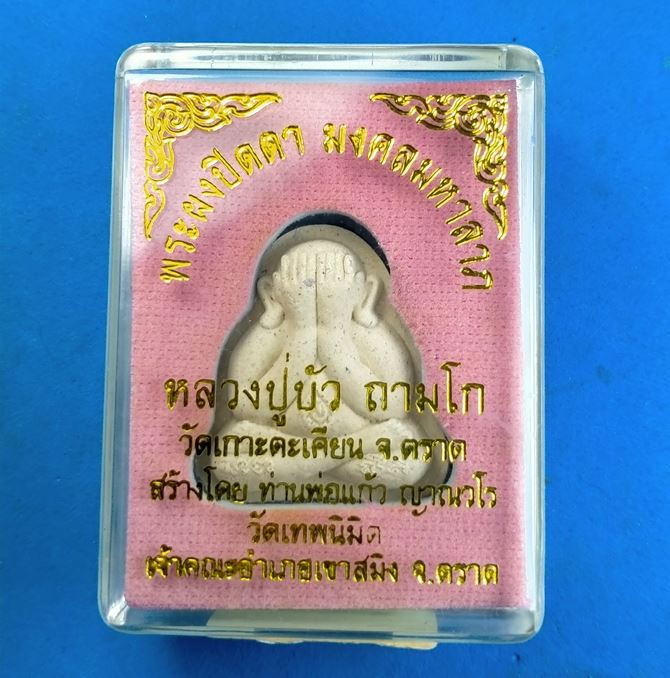 พระผงปิดตา มงคลมหาลาภ
หลวงปู่บัว ถามโก
วัดเกาะตะเคียน จ.ตราด
สร้างโดย ท่านพ่อแก้ว ญาณวโร
วัดเทพนิมิต
เจ้าคณะอำเภอเขาสมิง จ.ตราด